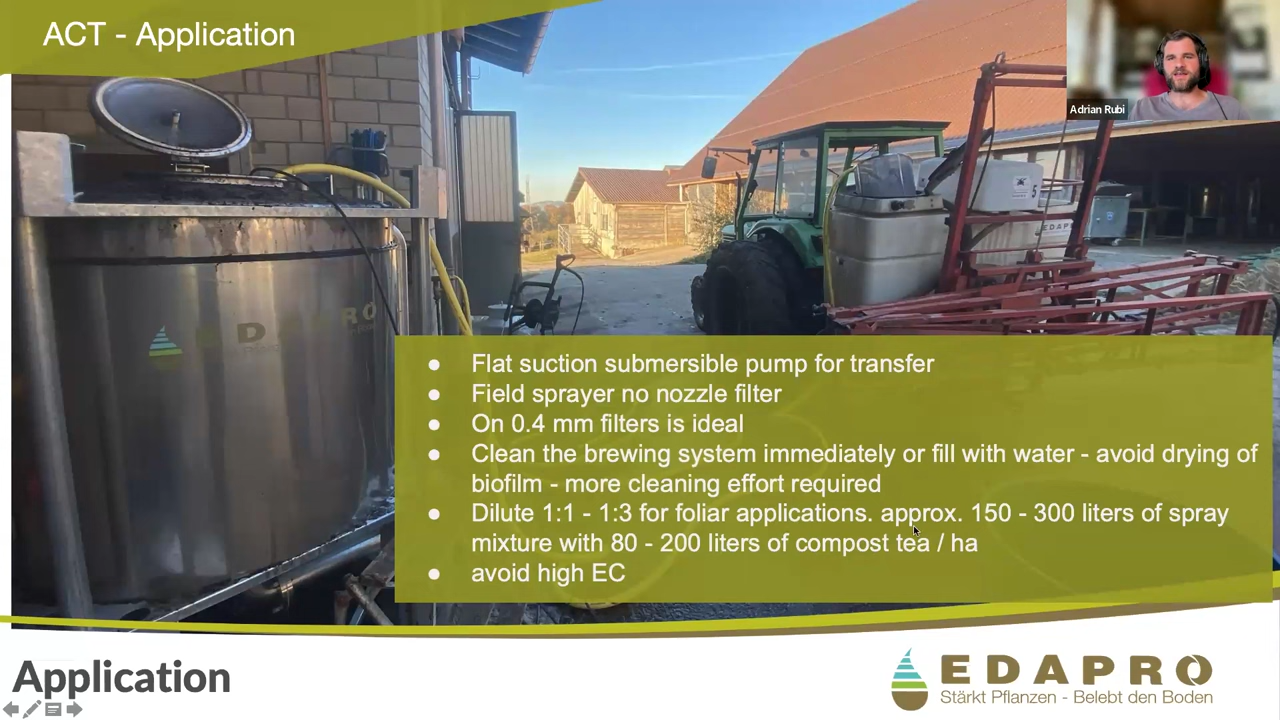 ACT - Application
Adrian Rubi
5
EDAPRO
EDAPRO
● Flat suction submersible pump for transfer
● Field sprayer no nozzle filter
● On 0.4 mm filters is ideal
● Clean the brewing system immediately or fill with water - avoid drying of
biofilm - more cleaning effort required
● Dilute 1:1 - 1:3 for foliar applications. approx. 150 - 300 liters of spray
mixture with 80 - 200 liters of compost tea / ha
● avoid high EC
Application
EDAPRO
Stärkt Pflanzen - Belebt den Boden